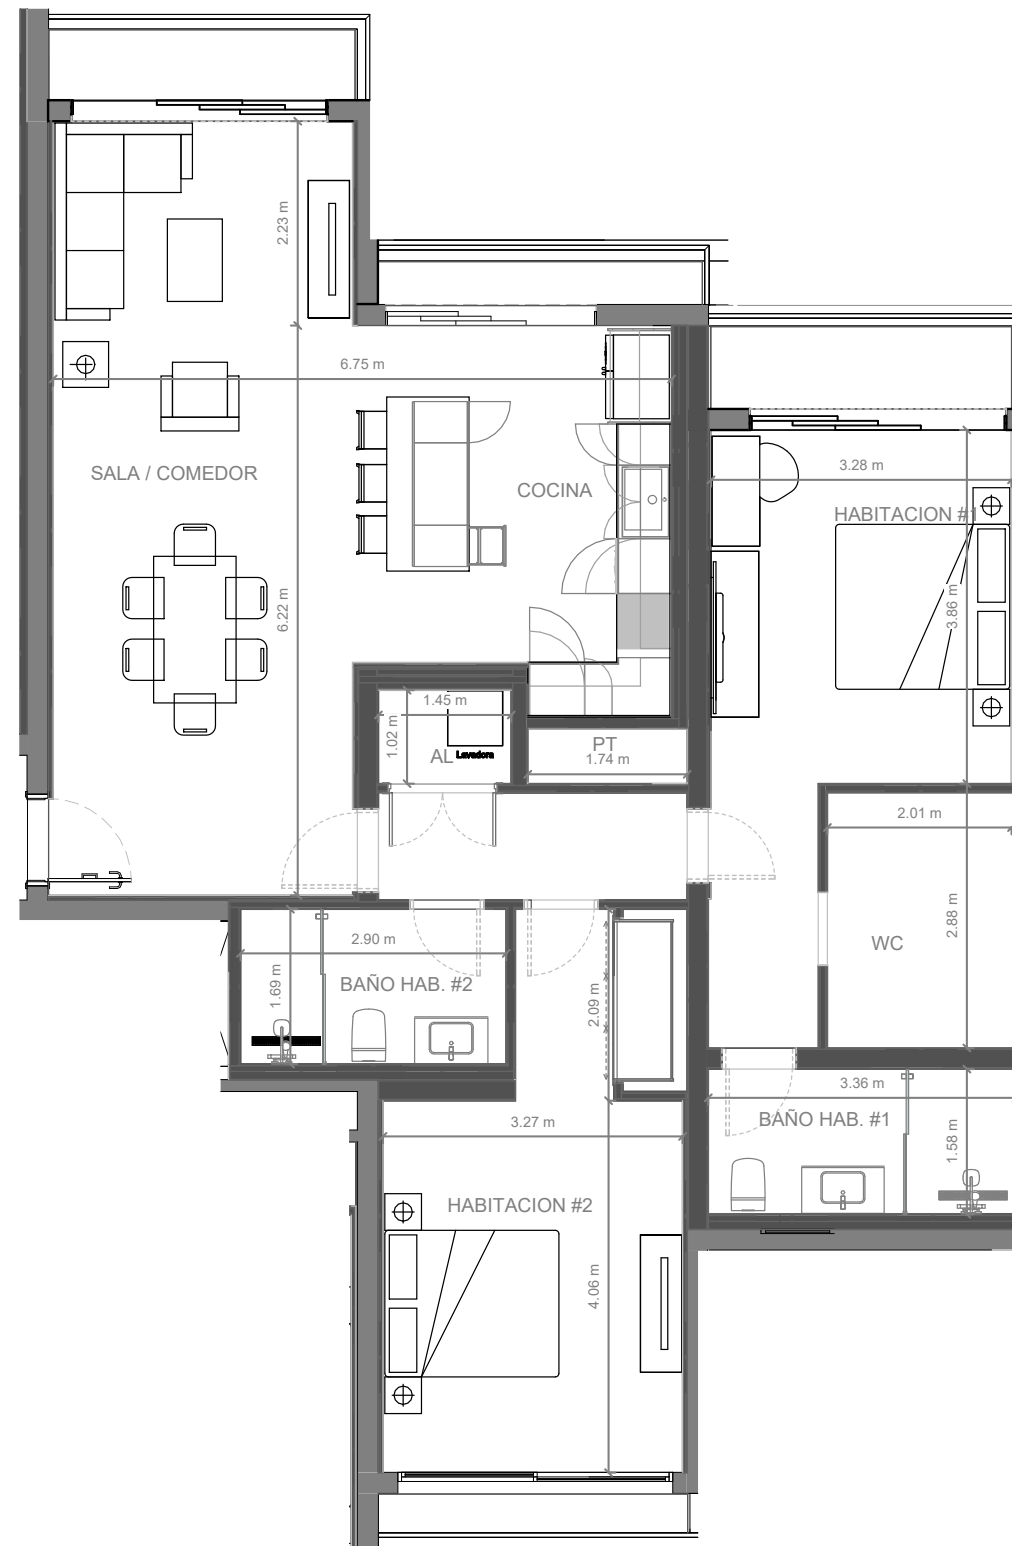 2.23 m
6.75 m
3.28 m
SALA / COMEDOR
COCINA
HABITACION #1
3.86 m
6.22 m
1.45 m
1.02 m
AL
Lavadora
PT
1.74 m
2.01 m
2.88 m
WC
2.90 m
BAÑO HAB. #2
1.69 m
2.09 m
3.36 m
BAÑO HAB. #1
1.58 m
3.27 m
HABITACION #2
4.06 m